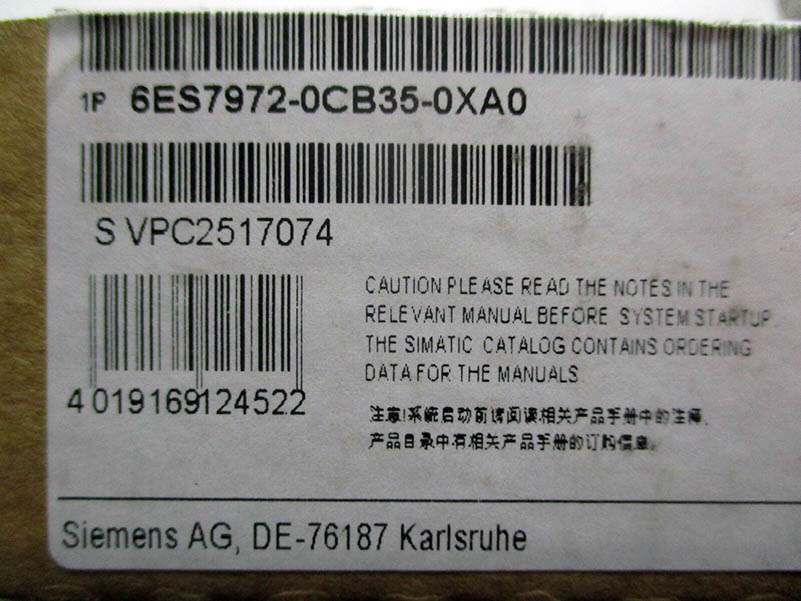 1P 6ES7972-0CB35-0XA0
S VPC2517074
CAUTION PLEASE READ THE NOTES IN THE
RELEVANT MANUAL BEFORE SYSTEM STARTUP.
THE SIMATIC CATALOG CONTAINS ORDERING
DATA FOR THE MANUALS
4 019169 124522
注意!系统启动前请阅读相关产品手册中的注释.
产品目录中有相关产品手册的订购信息.
Siemens AG, DE-76187 Karlsruhe